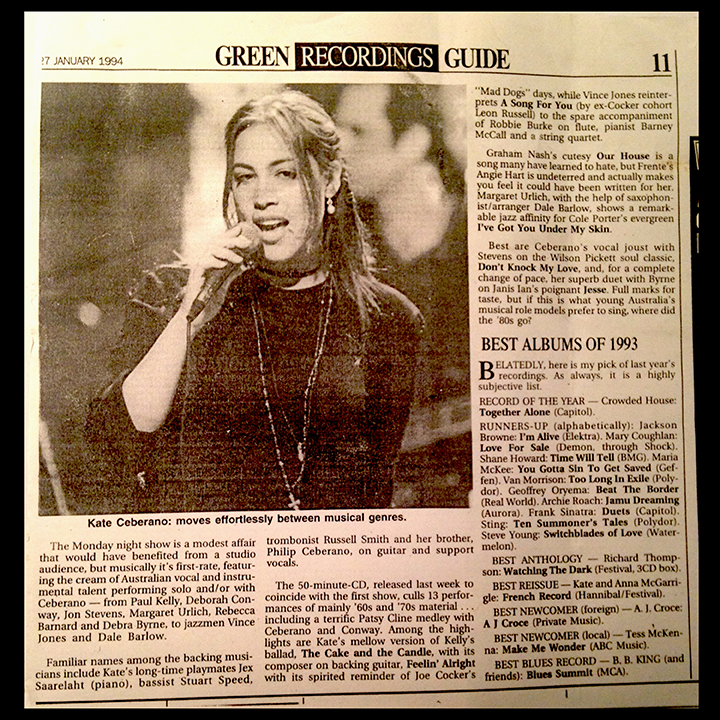 27 JANUARY 1994
GREEN RECORDINGS GUIDE
11
Kate Ceberano: moves effortlessly between musical genres.
The Monday night show is a modest affair
that would have benefited from a studio
audience, but musically it's first-rate, featur-
ing the cream of Australian vocal and instru-
mental talent performing solo and/or with
Ceberano — from Paul Kelly, Deborah Con-
way, Jon Stevens, Margaret Urlich, Rebecca
Barnard and Debra Byrne, to jazzmen Vince
Jones and Dale Barlow.
Familiar names among the backing musi-
cians include Kate's long-time playmates Jex
Saarelaht (piano), bassist Stuart Speed,
trombonist Russell Smith and her brother,
Philip Ceberano, on guitar and support
vocals.
The 50-minute-CD, released last week to
coincide with the first show, culls 13 perfor-
mances of mainly '60s and '70s material . . .
including a terrific Patsy Cline medley with
Ceberano and Conway. Among the high-
lights are Kate's mellow version of Kelly's
ballad, The Cake and the Candle, with its
composer on backing guitar, Feelin' Alright
with its spirited reminder of Joe Cocker's
"Mad Dogs" days, while Vince Jones reinter-
prets A Song For You (by ex-Cocker cohort
Leon Russell) to the spare accompaniment
of Robbie Burke on flute, pianist Barney
McCall and a string quartet.
Graham Nash's cutesy Our House is a
song many have learned to hate, but Frente's
Angie Hart is undeterred and actually makes
you feel it could have been written for her.
Margaret Urlich, with the help of saxophon-
ist/arranger Dale Barlow, shows a remark-
able jazz affinity for Cole Porter's evergreen
I've Got You Under My Skin.
Best are Ceberano's vocal joust with
Stevens on the Wilson Pickett soul classic,
Don't Knock My Love, and, for a complete
change of pace, her superb duet with Byrne
on Janis Ian's poignant Jesse. Full marks for
taste, but if this is what young Australia's
musical role models prefer to sing, where did
the '80s go?
BEST ALBUMS OF 1993
BELATEDLY, here is my pick of last year's
recordings. As always, it is a highly
subjective list.
RECORD OF THE YEAR — Crowded House:
Together Alone (Capitol).
RUNNERS-UP (alphabetically): Jackson
Browne: I'm Alive (Elektra). Mary Coughlan:
Love For Sale (Demon, through Shock).
Shane Howard: Time Will Tell (BMG). Maria
McKee: You Gotta Sin To Get Saved (Gef-
fen). Van Morrison: Too Long In Exile (Poly-
dor). Geoffrey Oryema: Beat The Border
(Real World). Archie Roach: Jamu Dreaming
(Aurora). Frank Sinatra: Duets (Capitol).
Sting: Ten Summoner's Tales (Polydor).
Steve Young: Switchblades of Love (Water-
melon).
BEST ANTHOLOGY — Richard Thomp-
son: Watching The Dark (Festival, 3CD box).
BEST REISSUE — Kate and Anna McGarri-
gle: French Record (Hannibal/Festival).
BEST NEWCOMER (foreign) — A. J. Croce:
A J Croce (Private Music).
BEST NEWCOMER (local) — Tess McKen-
na: Make Me Wonder (ABC Music).
BEST BLUES RECORD — B. B. KING (and
friends): Blues Summit (MCA).